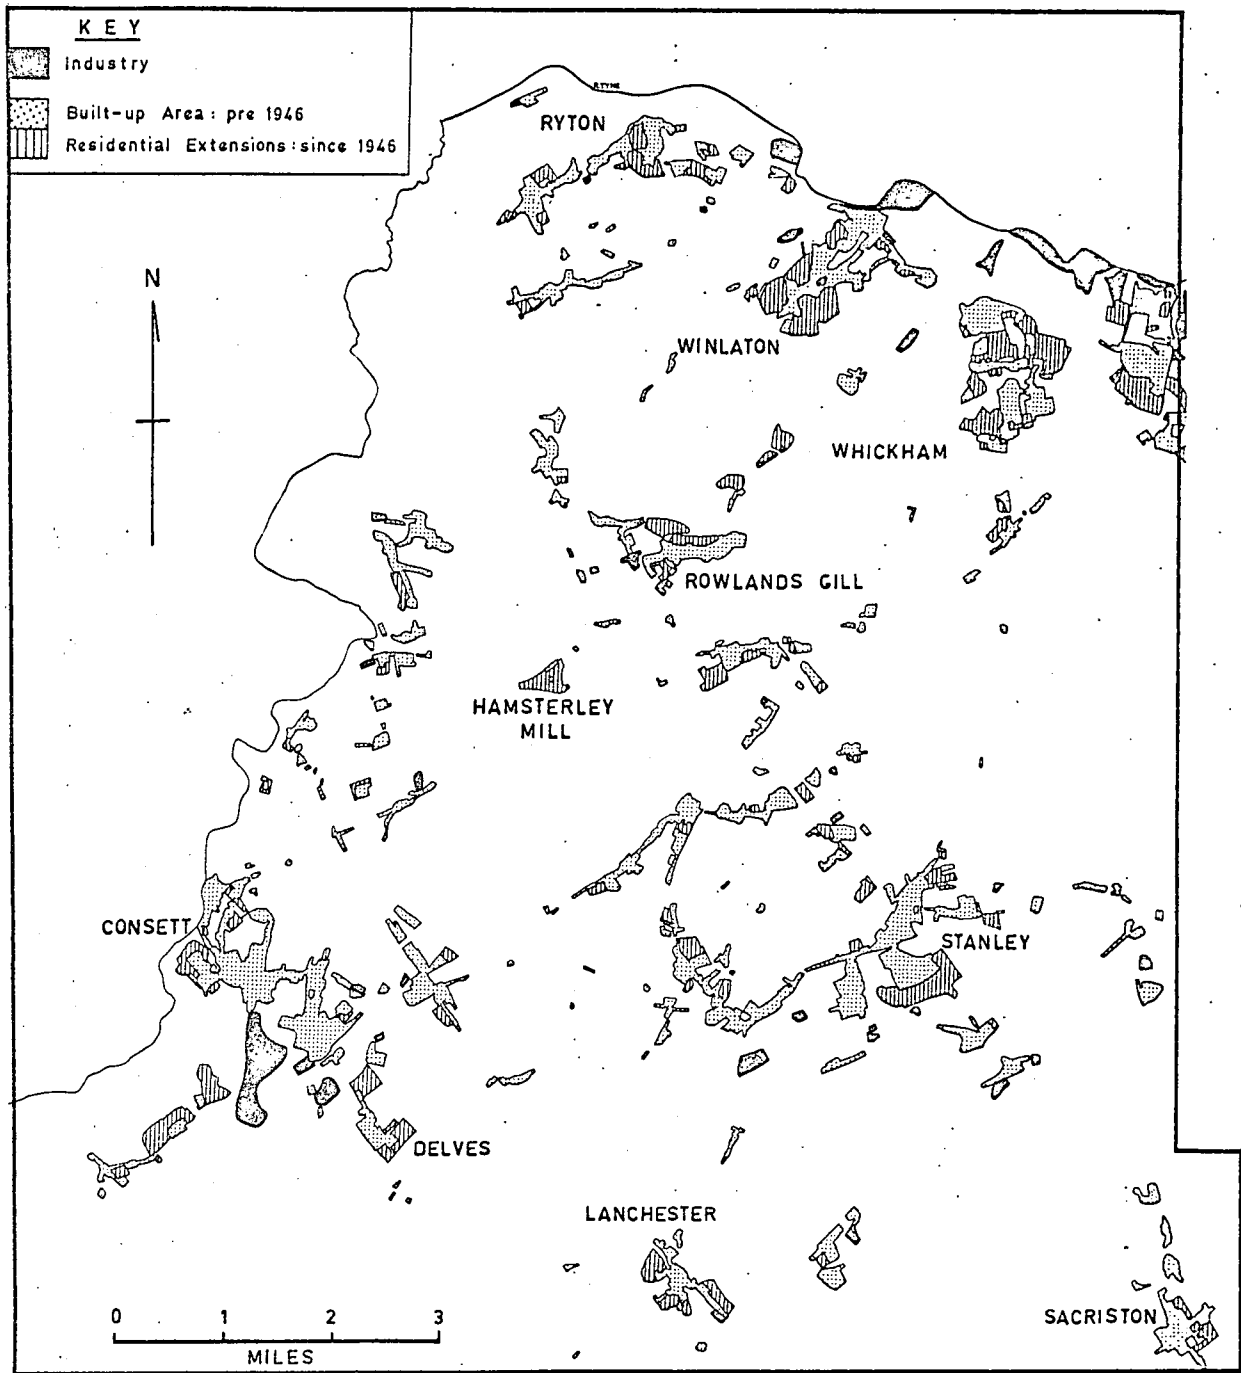 KEY
Industry
Built-up Area: pre 1946
Residential Extensions: since 1946
R.TYNE
RYTON
N
WINLATON
WHICKHAM
ROWLANDS GILL
HAMSTERLEY
MILL
CONSETT
STANLEY
DELVES
LANCHESTER
SACRISTON
0 1 2 3
MILES